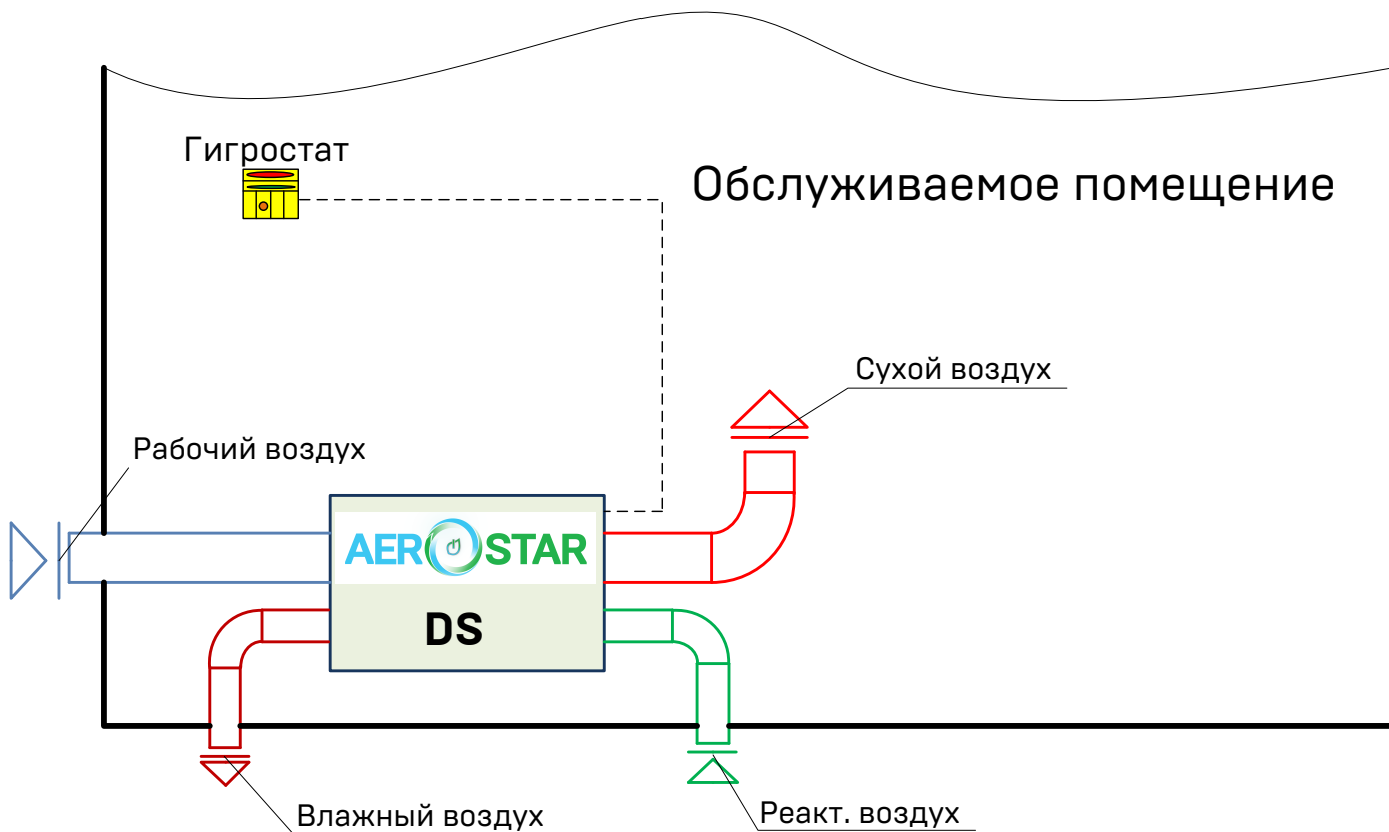 Гигростат
Обслуживаемое помещение
Сухой воздух
Рабочий воздух
AEROSTAR
DS
Влажный воздух
Реакт. воздух